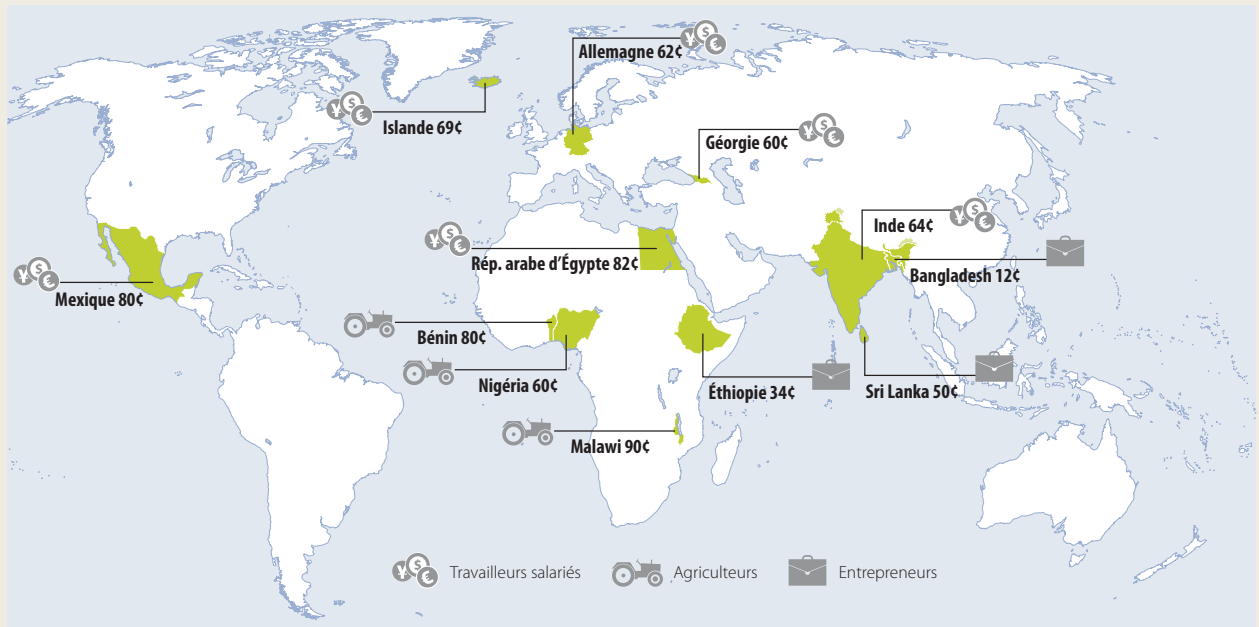 Allemagne 62¢
Islande 69¢
Géorgie 60¢
Inde 64¢
Rép. arabe d'Égypte 82¢
Bangladesh 12¢
Mexique 80¢
Bénin 80¢
Nigéria 60¢
Éthiopie 34¢
Sri Lanka 50¢
Malawi 90¢
¥ $ € Travailleurs salariés
Agriculteurs
Entrepreneurs